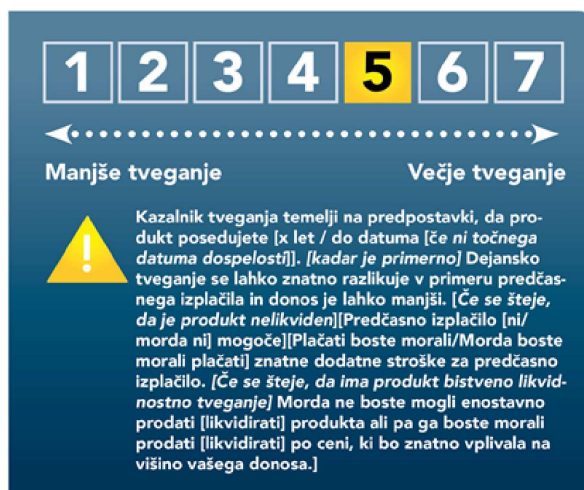 1 2 3 4 5 6 7
Manjše tveganje Večje tveganje
!
Kazalnik tveganja temelji na predpostavki, da pro-
dukt posedujete [x let / do datuma [če ni točnega
datuma dospelosti]]. [kadar je primerno] Dejansko
tveganje se lahko znatno razlikuje v primeru predčas-
nega izplačila in donos je lahko manjši. [Če se šteje,
da je produkt nelikviden][Predčasno izplačilo [ni/
morda ni] mogoče][Plačati boste morali/Morda boste
morali plačati] znatne dodatne stroške za predčasno
izplačilo. [Če se šteje, da ima produkt bistveno likvid-
nostno tveganje] Morda ne boste mogli enostavno
prodati [likvidirati] produkta ali pa ga boste morali
prodati [likvidirati] po ceni, ki bo znatno vplivala na
višino vašega donosa.]